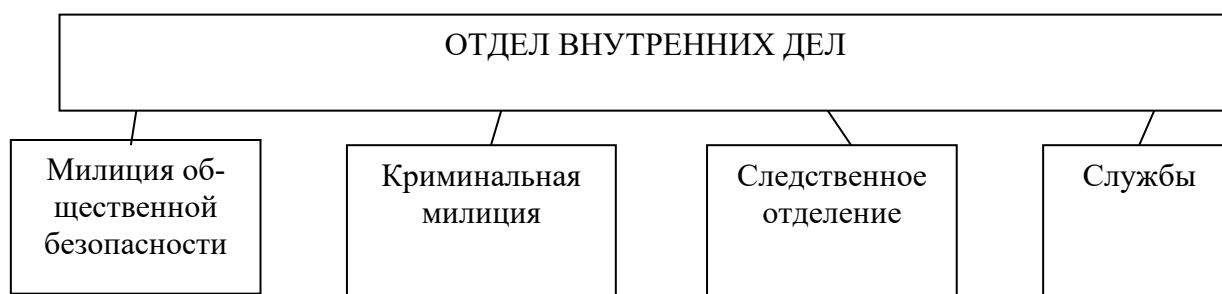 ОТДЕЛ ВНУТРЕННИХ ДЕЛ
Милиция об-
щественной
безопасности
Криминальная
милиция
Следственное
отделение
Службы